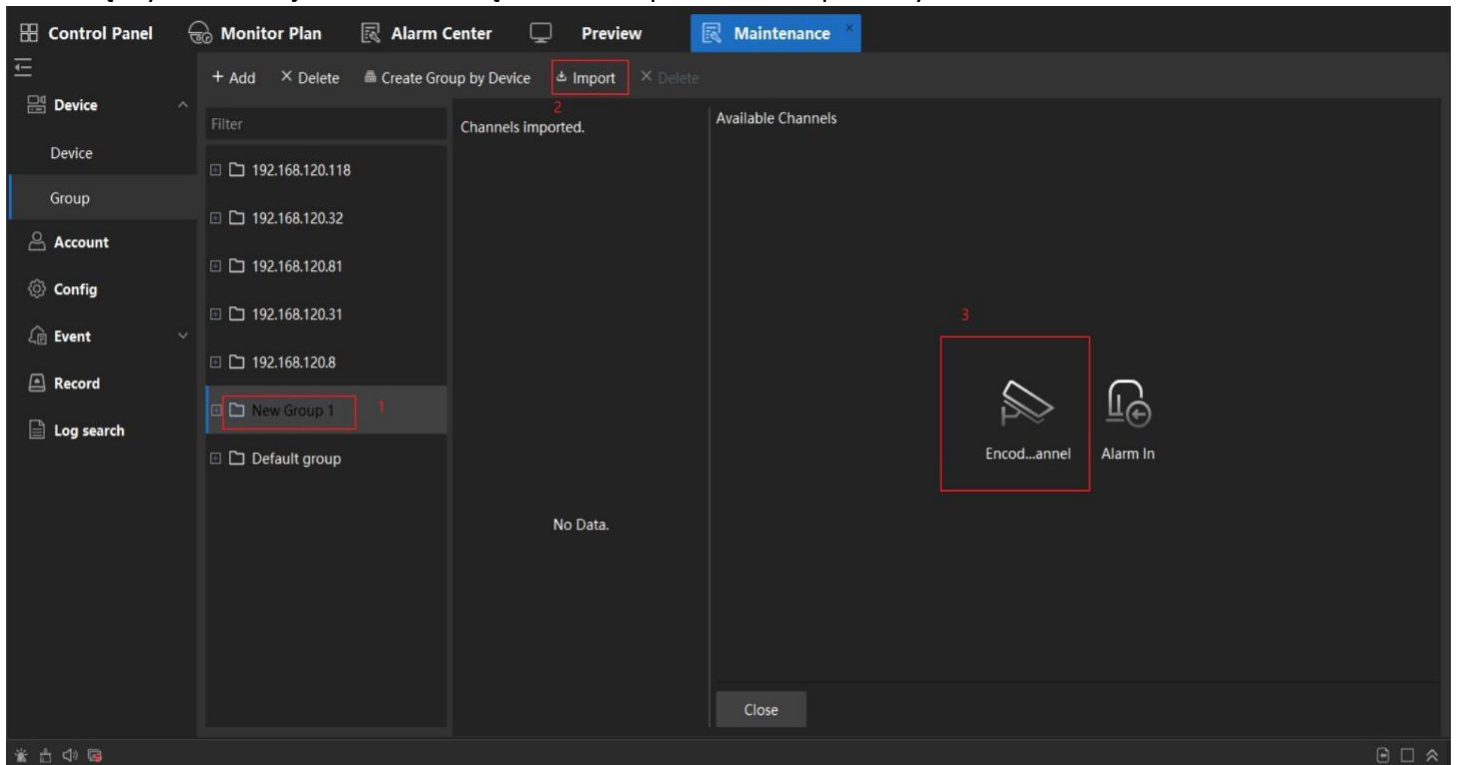 Control Panel Monitor Plan Alarm Center Preview Maintenance ×
+ Add × Delete Create Group by Device Import × Delete
2
Device
Device
Group
Account
Config
Event
Record
Log search
Filter
192.168.120.118
192.168.120.32
192.168.120.81
192.168.120.31
192.168.120.8
New Group 1 1
Default group
Channels imported.
No Data.
Available Channels
3
Encod...annel Alarm In
Close